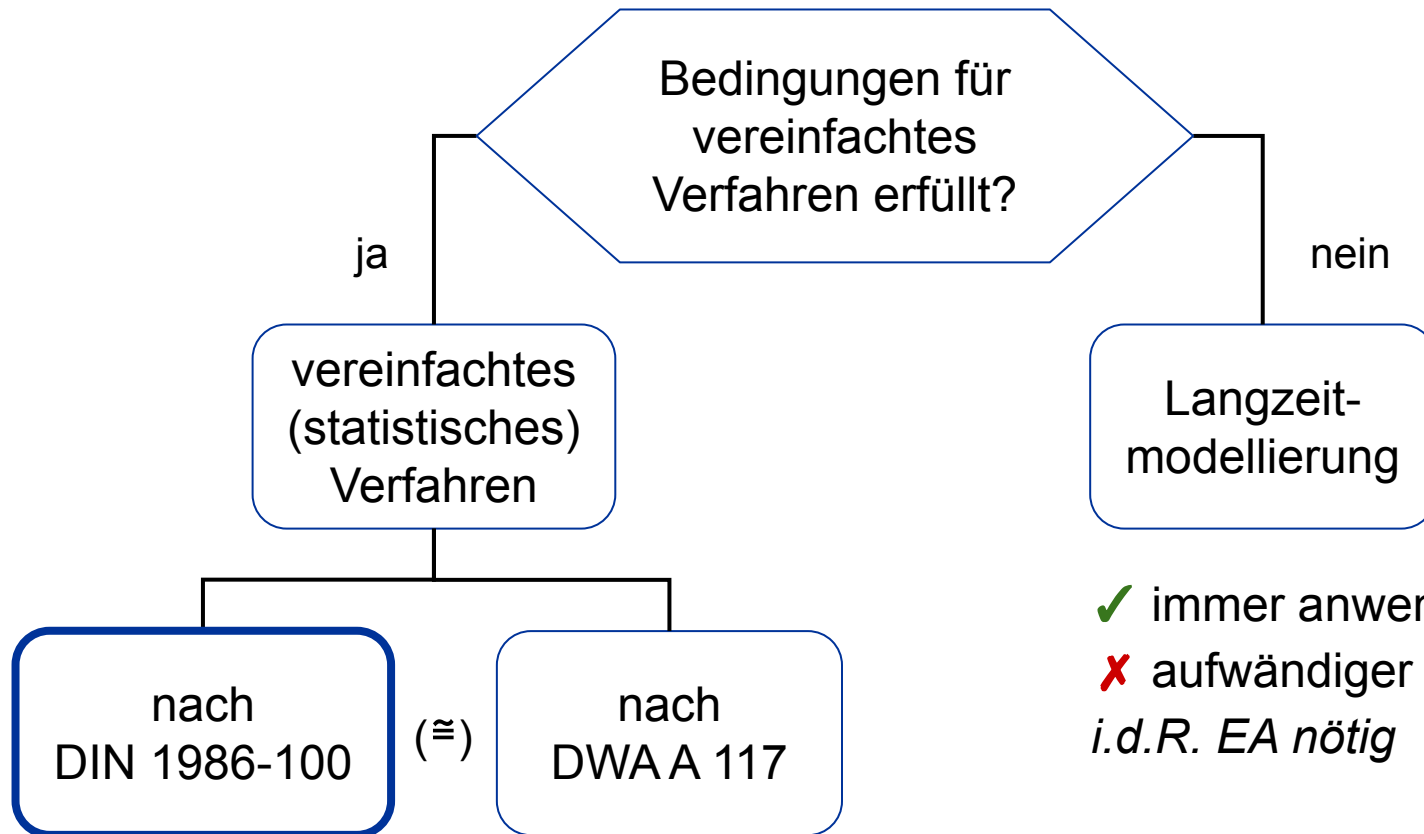 Bedingungen für
vereinfachtes
Verfahren erfüllt?
ja
nein
vereinfachtes
(statistisches)
Verfahren
Langzeit-
modellierung
✓ immer anwer
✗ aufwändiger
i.d.R. EA nötig
nach
DIN 1986-100
(≅)
nach
DWA A 117